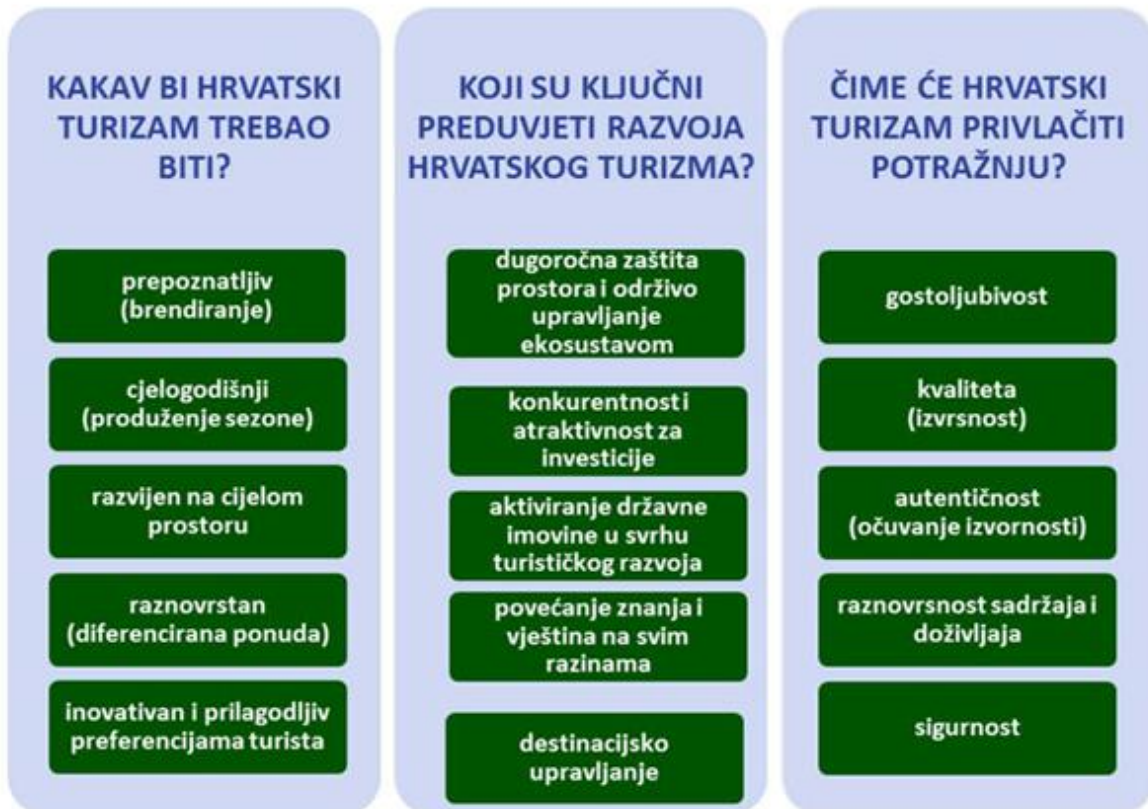 KAKAV BI HRVATSKI
TURIZAM TREBAO
BITI?
prepoznatljiv
(brendiranje)
cjelogodišnji
(produženje sezone)
razvijen na cijelom
prostoru
raznovrstan
(diferencirana ponuda)
inovativan i prilagodljiv
preferencijama turista
KOJI SU KLJUČNI
PREDUVJETI RAZVOJA
HRVATSKOG TURIZMA?
dugoročna zaštita
prostora i održivo
upravljanje
ekosustavom
konkurentnost i
atraktivnost za
investicije
aktiviranje državne
imovine u svrhu
turističkog razvoja
povećanje znanja i
vještina na svim
razinama
destinacijsko
upravljanje
ČIME ĆE HRVATSKI
TURIZAM PRIVLAČITI
POTRAŽNJU?
gostoljubivost
kvaliteta
(izvrsnost)
autentičnost
(očuvanje izvornosti)
raznovrsnost sadržaja i
doživljaja
sigurnost